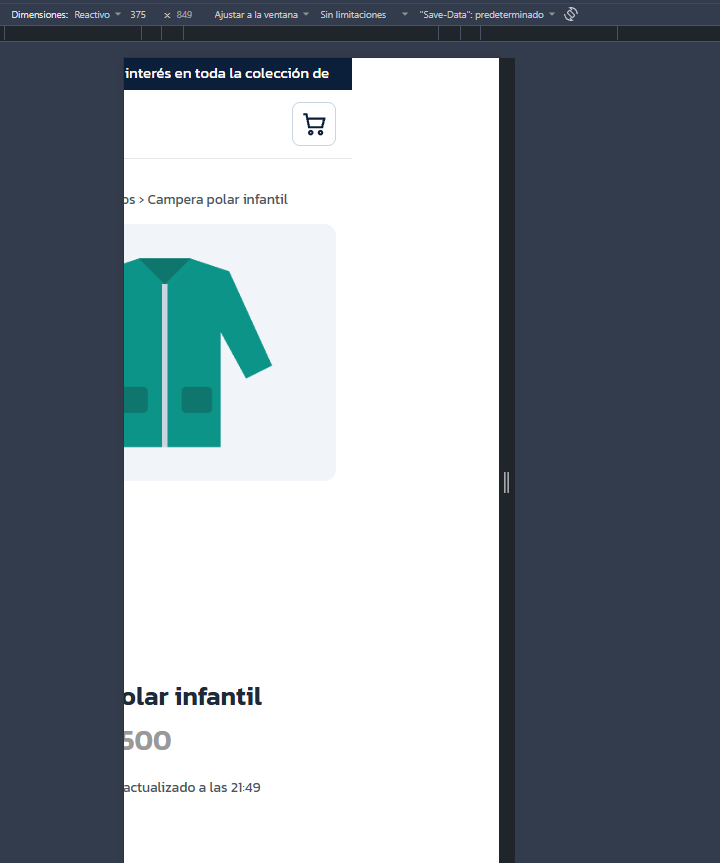 Dimensiones: Reactivo 375 × 849 Ajustar a la ventana Sin limitaciones "Save-Data": predeterminado
interés en toda la colección de
os › Campera polar infantil
olar infantil
500
actualizado a las 21:49